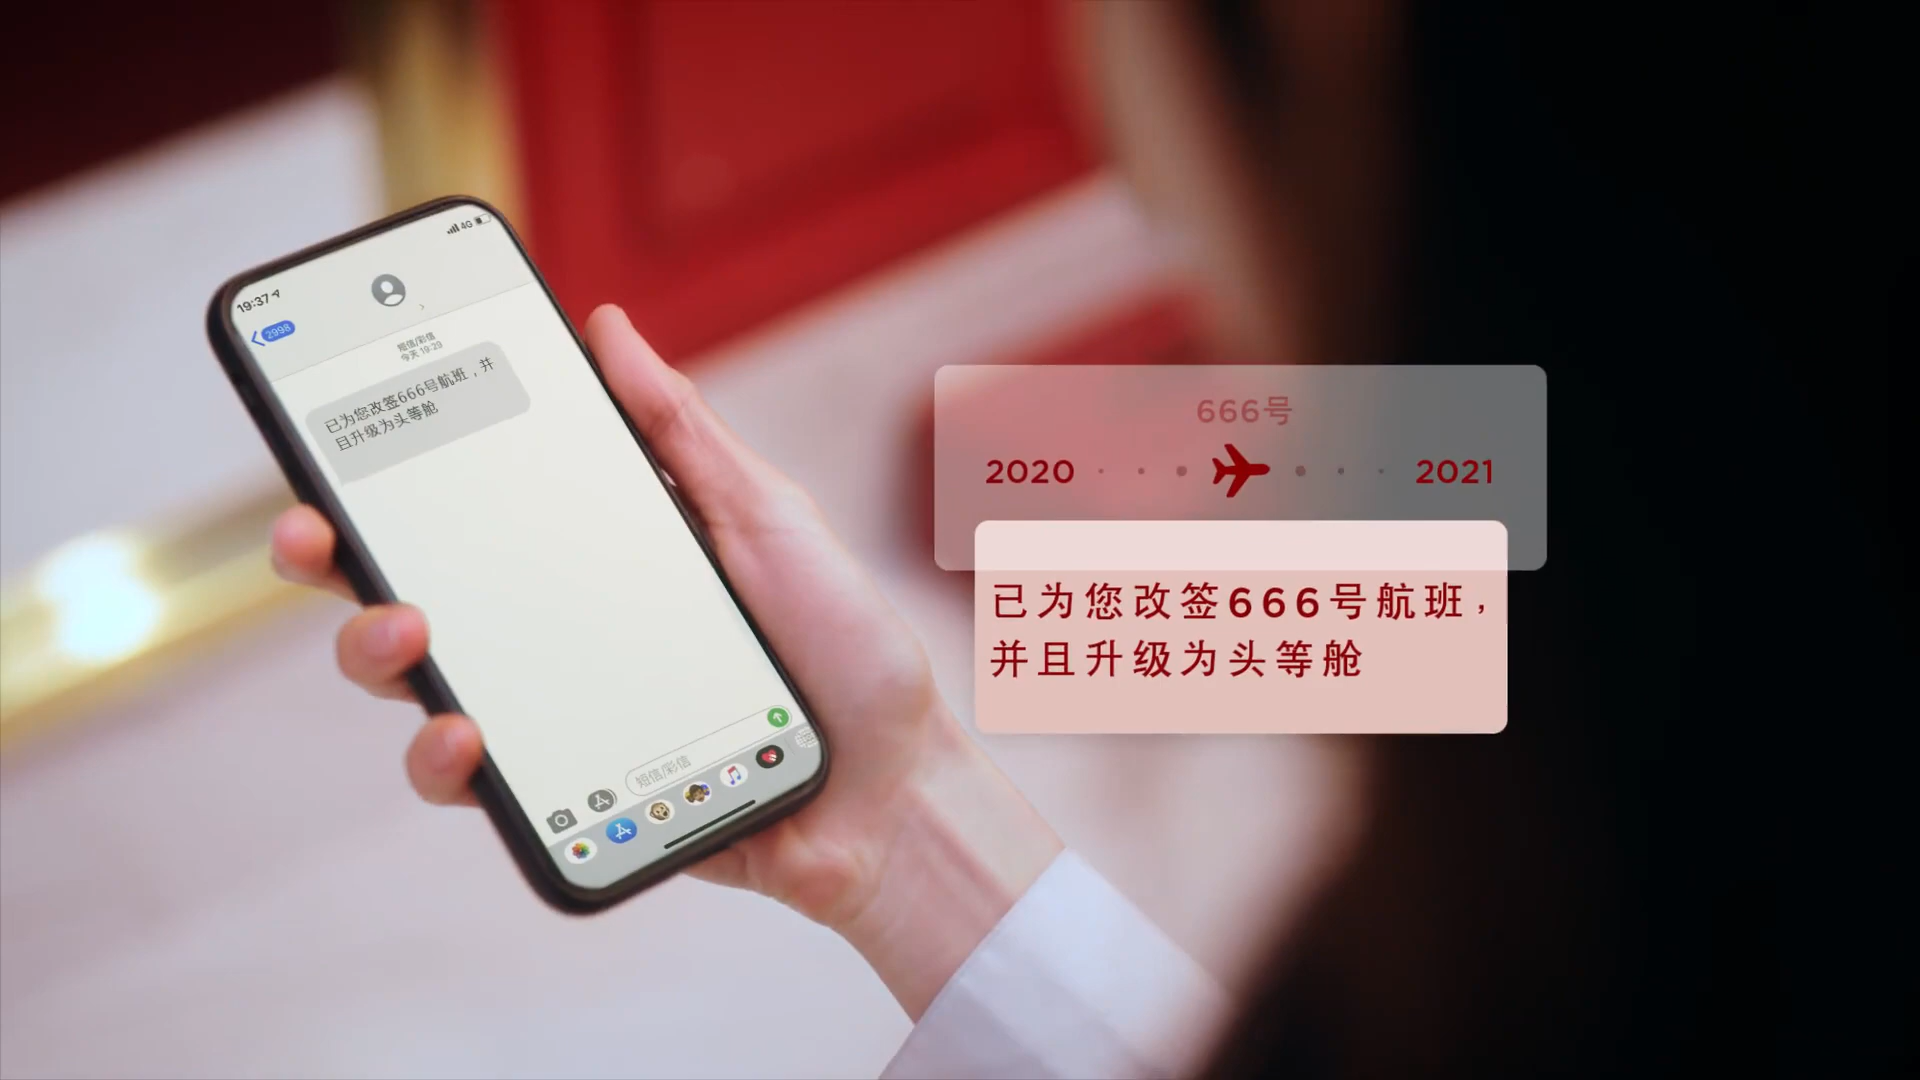 19:37
4G
2998
短信/彩信
今天 19:29
已为您改签666号航班，并
且升级为头等舱
短信/彩信
666号
2020
2021
已为您改签666号航班，
并且升级为头等舱